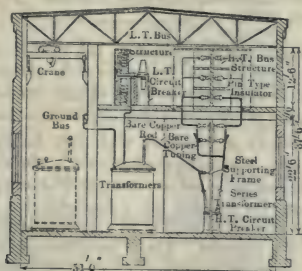 L.T. Bus
Structure
Crane
L.T.
Circuit
Breaker
H.T. Bus
Structure
Pin Type
Insulator
Ground
Bus
Bare Copper
Rod
Bare
Copper
Tubing
Transformers
Steel
Supporting
Frame
Series
Transformers
H.T. Circuit
Breaker